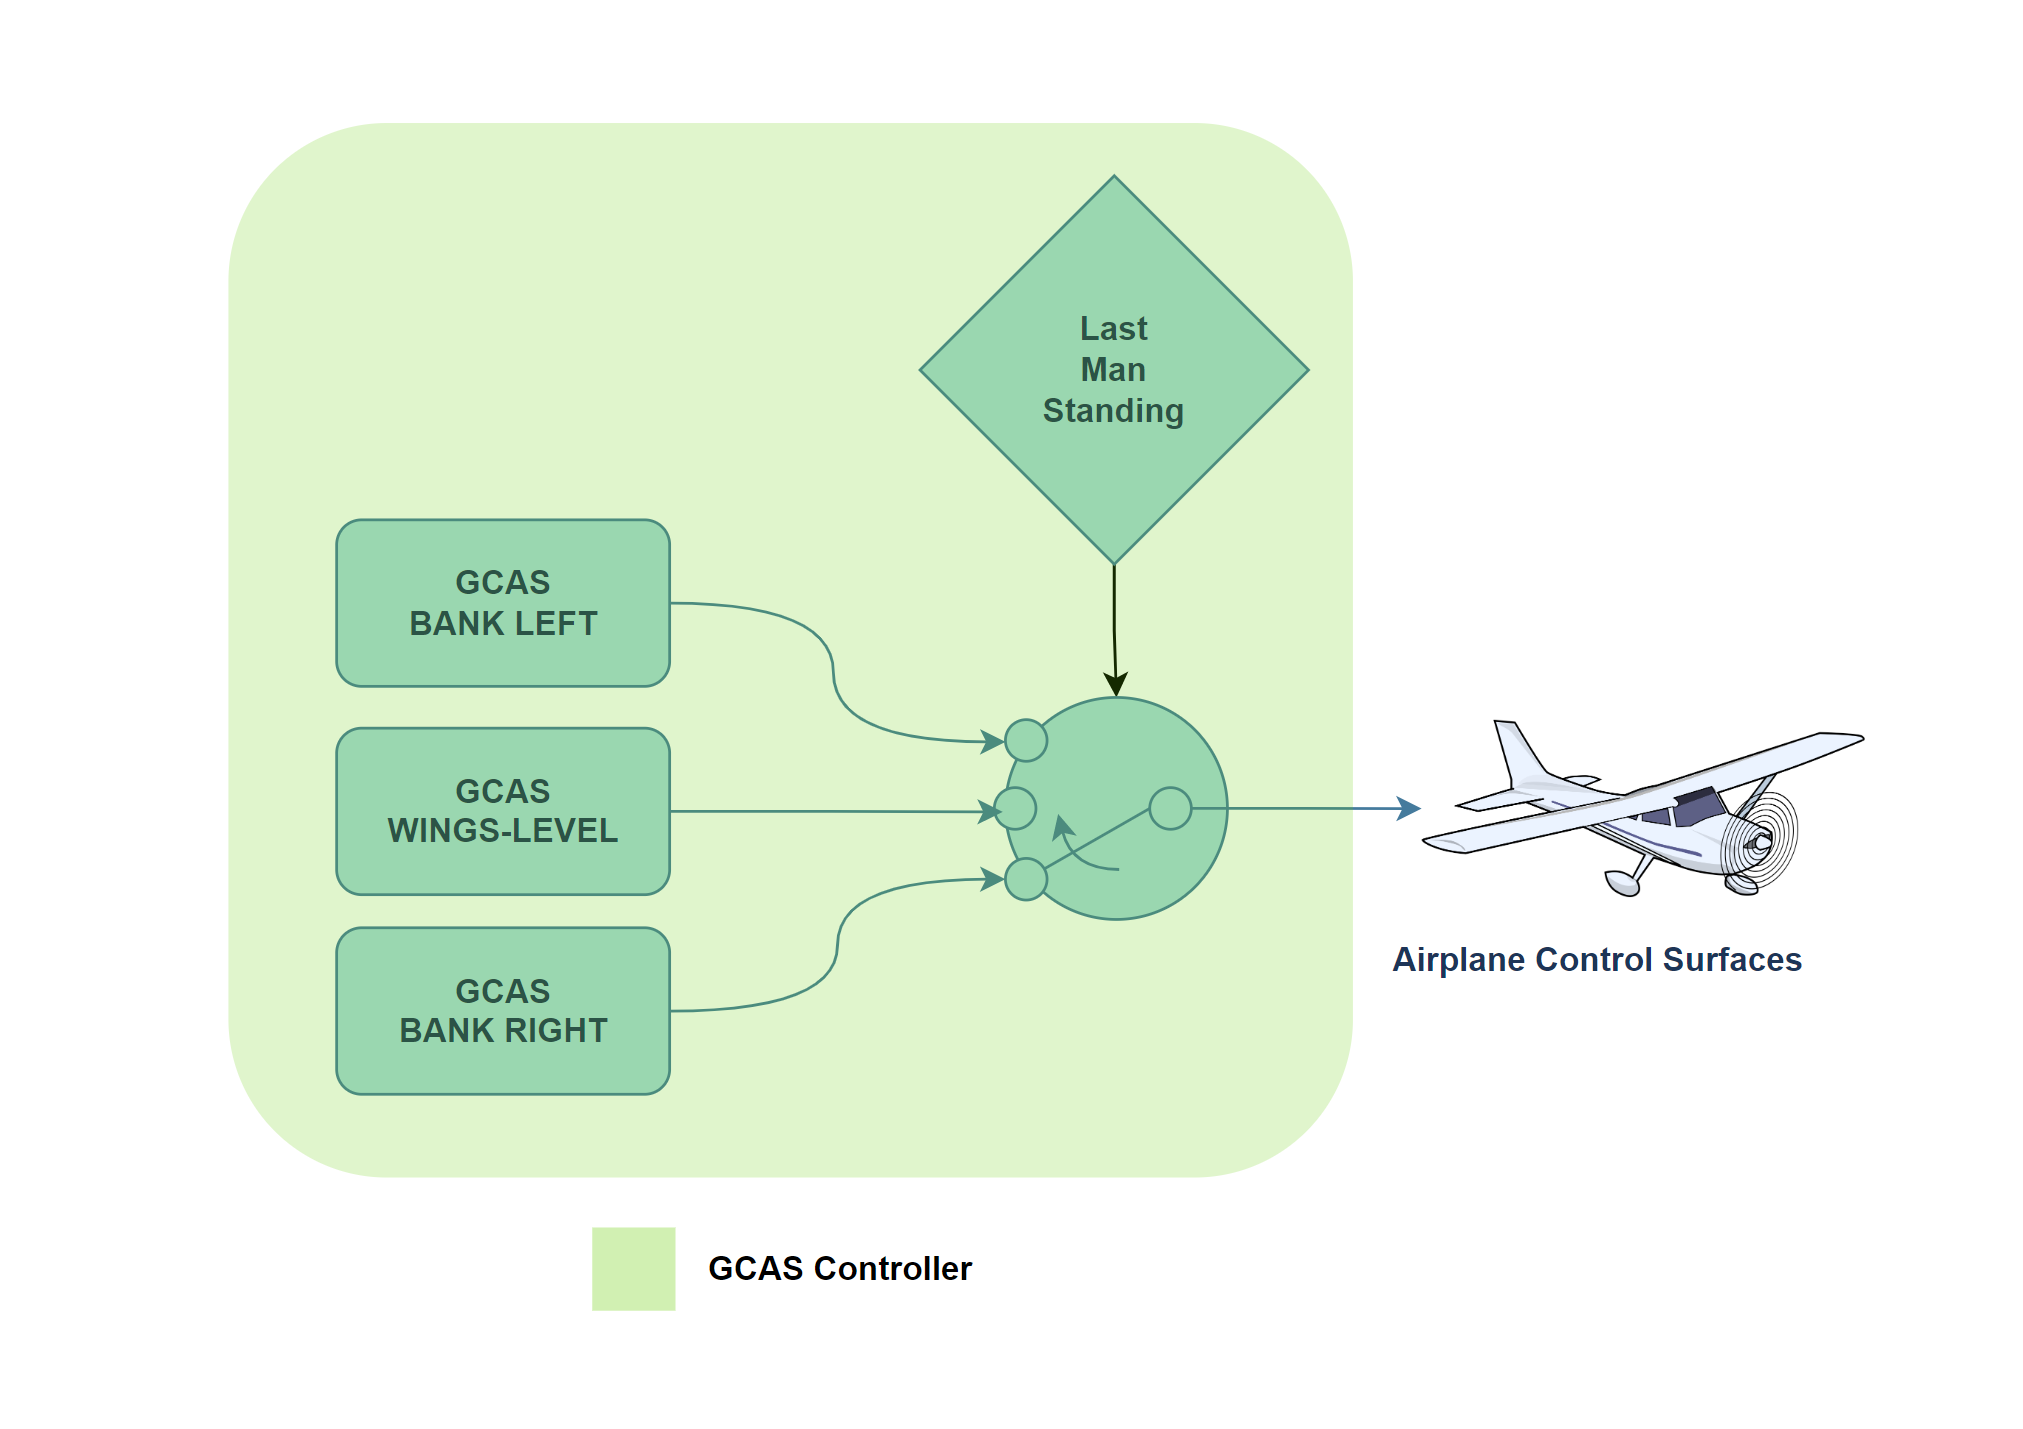 Last
Man
Standing
GCAS
BANK LEFT
GCAS
WINGS-LEVEL
GCAS
BANK RIGHT
Airplane Control Surfaces
GCAS Controller